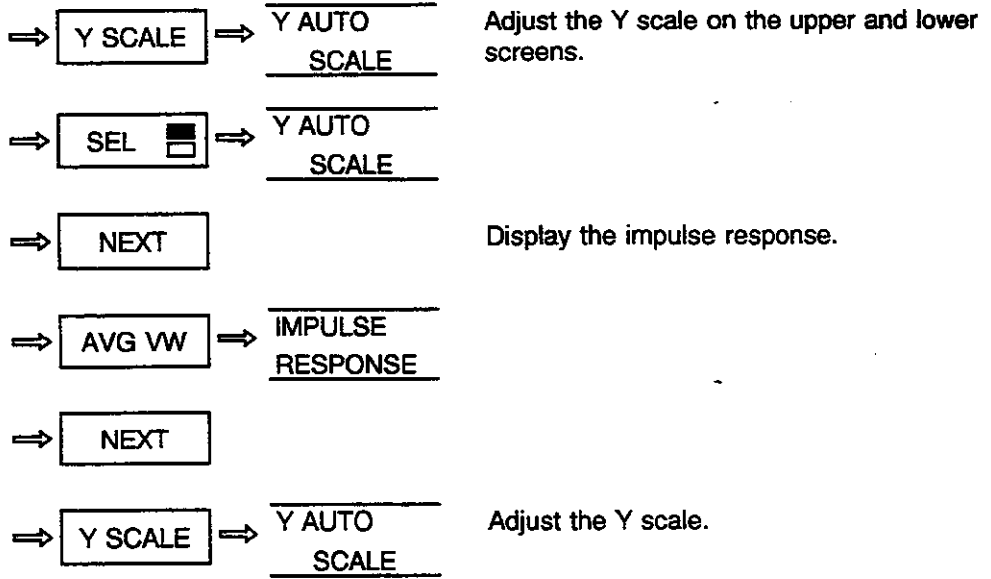 Y SCALE
Y AUTO
SCALE
Adjust the Y scale on the upper and lower
screens.
SEL
Y AUTO
SCALE
NEXT
Display the impulse response.
AVG VW
IMPULSE
RESPONSE
NEXT
Y SCALE
Y AUTO
SCALE
Adjust the Y scale.